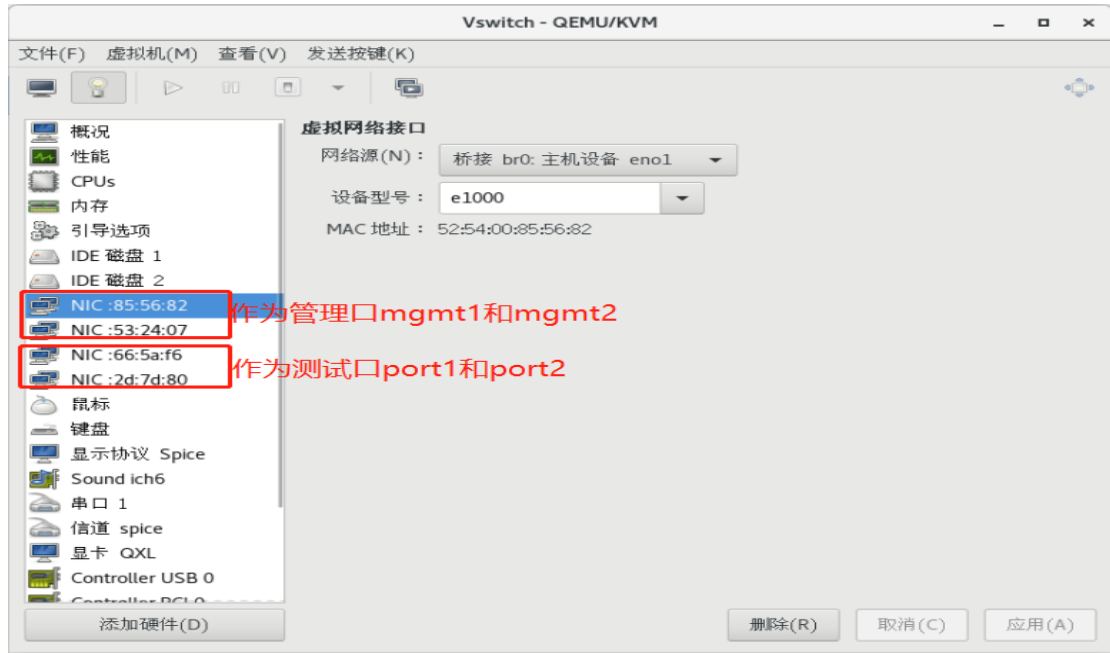 Vswitch - QEMU/KVM
文件(F) 虚拟机(M) 查看(V) 发送按键(K)
概况
性能
CPUs
内存
引导选项
IDE 磁盘 1
IDE 磁盘 2
NIC :85:56:82
NIC :53:24:07
NIC :66:5a:f6
NIC :2d:7d:80
鼠标
键盘
显示协议 Spice
Sound ich6
串口 1
信道 spice
显卡 QXL
Controller USB 0
Controller PCI 0
添加硬件(D)
虚拟网络接口
网络源(N)： 桥接 br0: 主机设备 eno1
设备型号： e1000
MAC 地址： 52:54:00:85:56:82
作为管理口mgmt1和mgmt2
作为测试口port1和port2
删除(R) 取消(C) 应用(A)